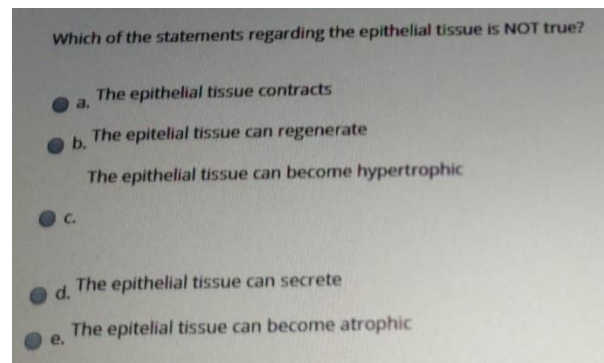 Which of the statements regarding the epithelial tissue is NOT true?
a. The epithelial tissue contracts
b. The epitelial tissue can regenerate
The epithelial tissue can become hypertrophic
c.
d. The epithelial tissue can secrete
e. The epitelial tissue can become atrophic